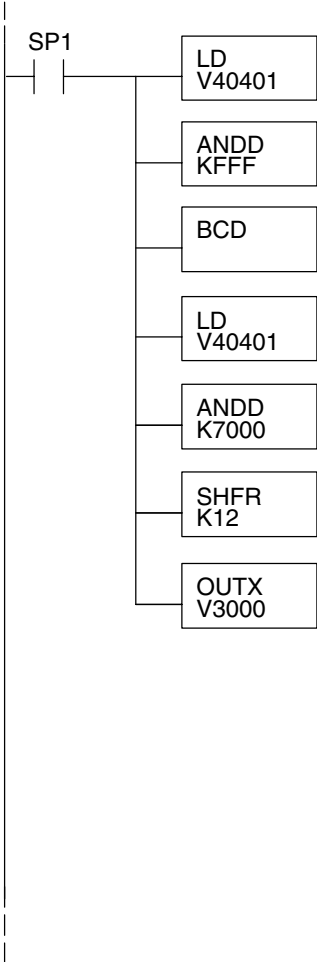 SP1
LD
V40401
ANDD
KFFF
BCD
LD
V40401
ANDD
K7000
SHFR
K12
OUTX
V3000